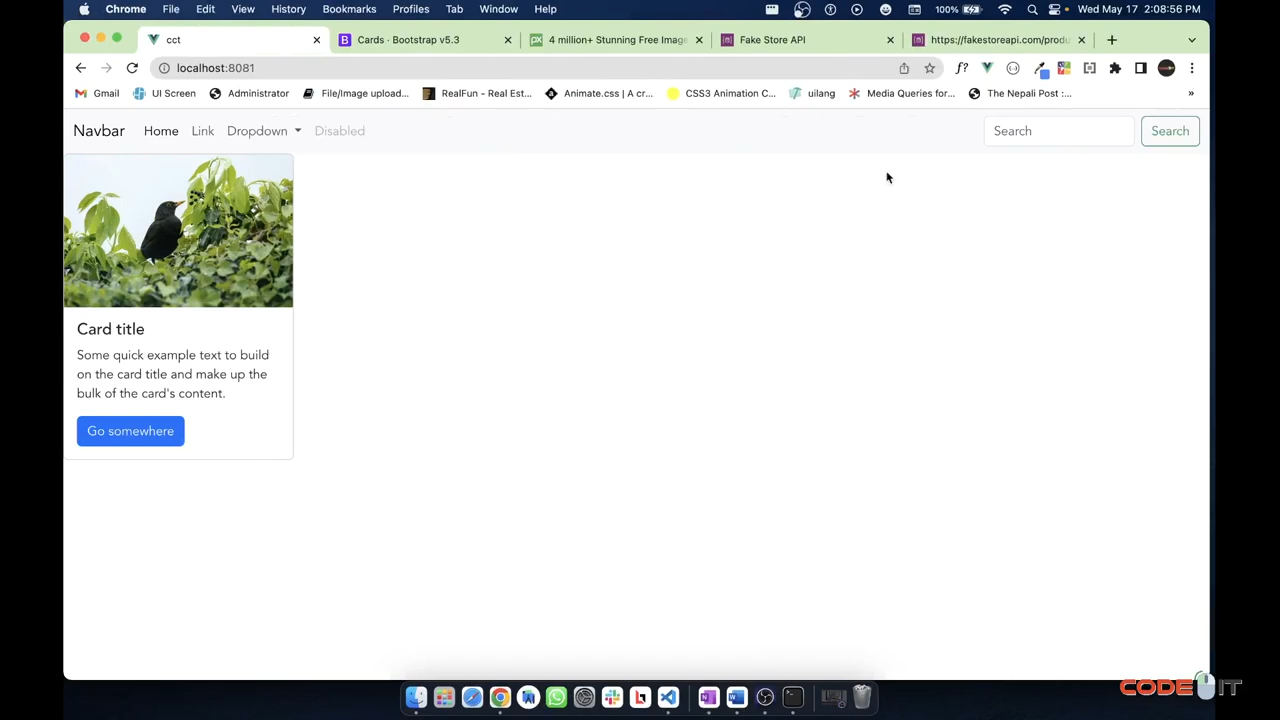 Chrome File Edit View History Bookmarks Profiles Tab Window Help 100% Wed May 17 2:08:56 PM
cct Cards · Bootstrap v5.3 4 million+ Stunning Free Image Fake Store API https://fakestoreapi.com/produ
localhost:8081 f?
Gmail UI Screen Administrator File/Image upload... RealFun - Real Est... Animate.css | A cr... CSS3 Animation C... uilang Media Queries for... The Nepali Post :... »
Navbar Home Link Dropdown Disabled Search Search
Card title
Some quick example text to build
on the card title and make up the
bulk of the card's content.
Go somewhere
CODE IT